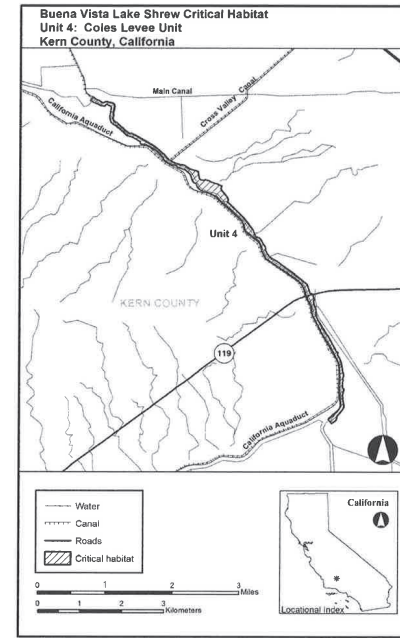 Buena Vista Lake Shrew Critical Habitat
Unit 4: Coles Levee Unit
Kern County, California
Main Canal
Cross Valley Canal
California Aquaduct
Unit 4
KERN COUNTY
119
California Aquaduct
Water
Canal
Roads
Critical habitat
California
Locational Index
0 1 2 3 Miles
0 1 2 3 Kilometers